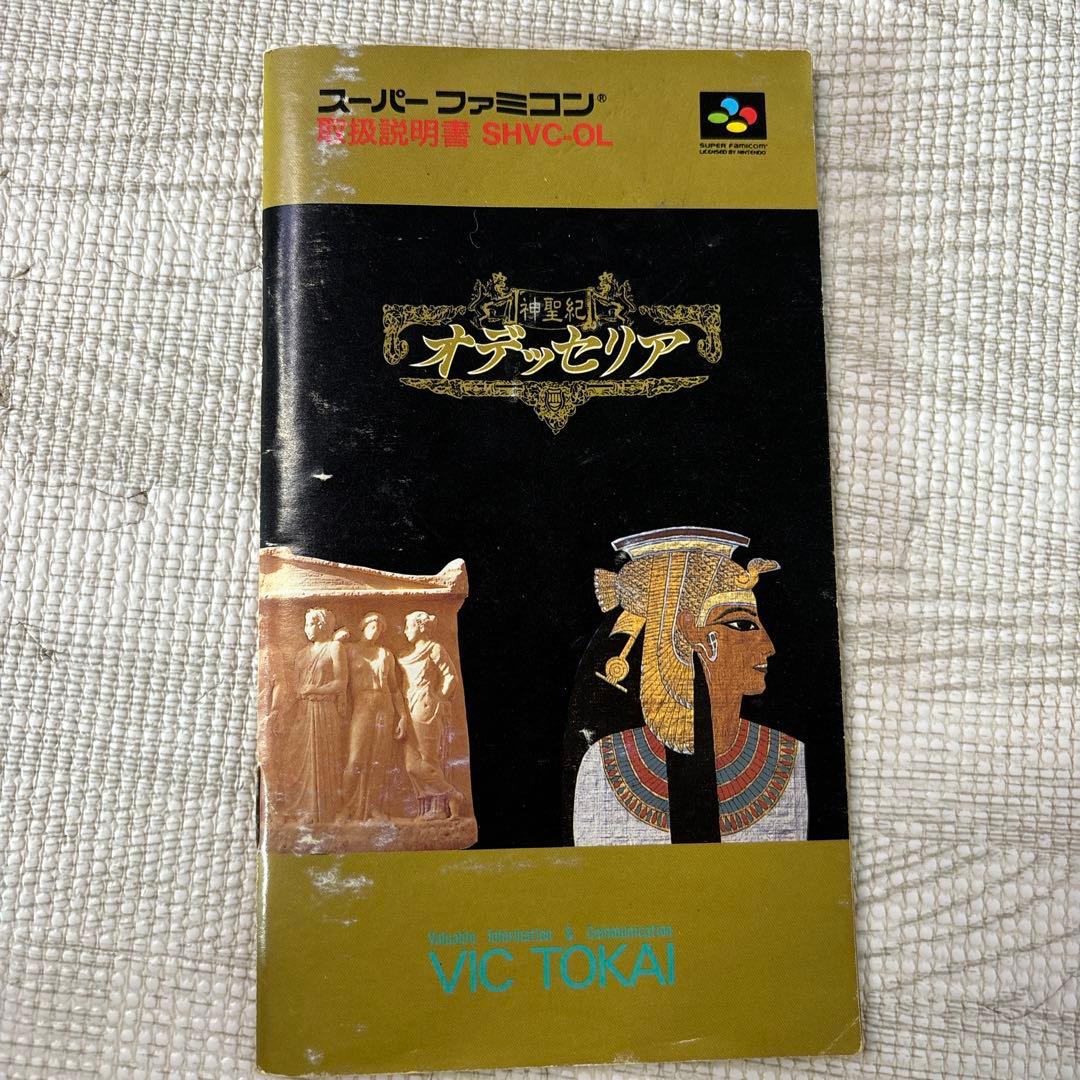 スーパーファミコン®
取扱説明書 SHVC-OL
SUPER FAMICOM
LICENSED BY NINTENDO
神聖紀
オデッセリア
Valuable Information & Communication
VIC TOKAI